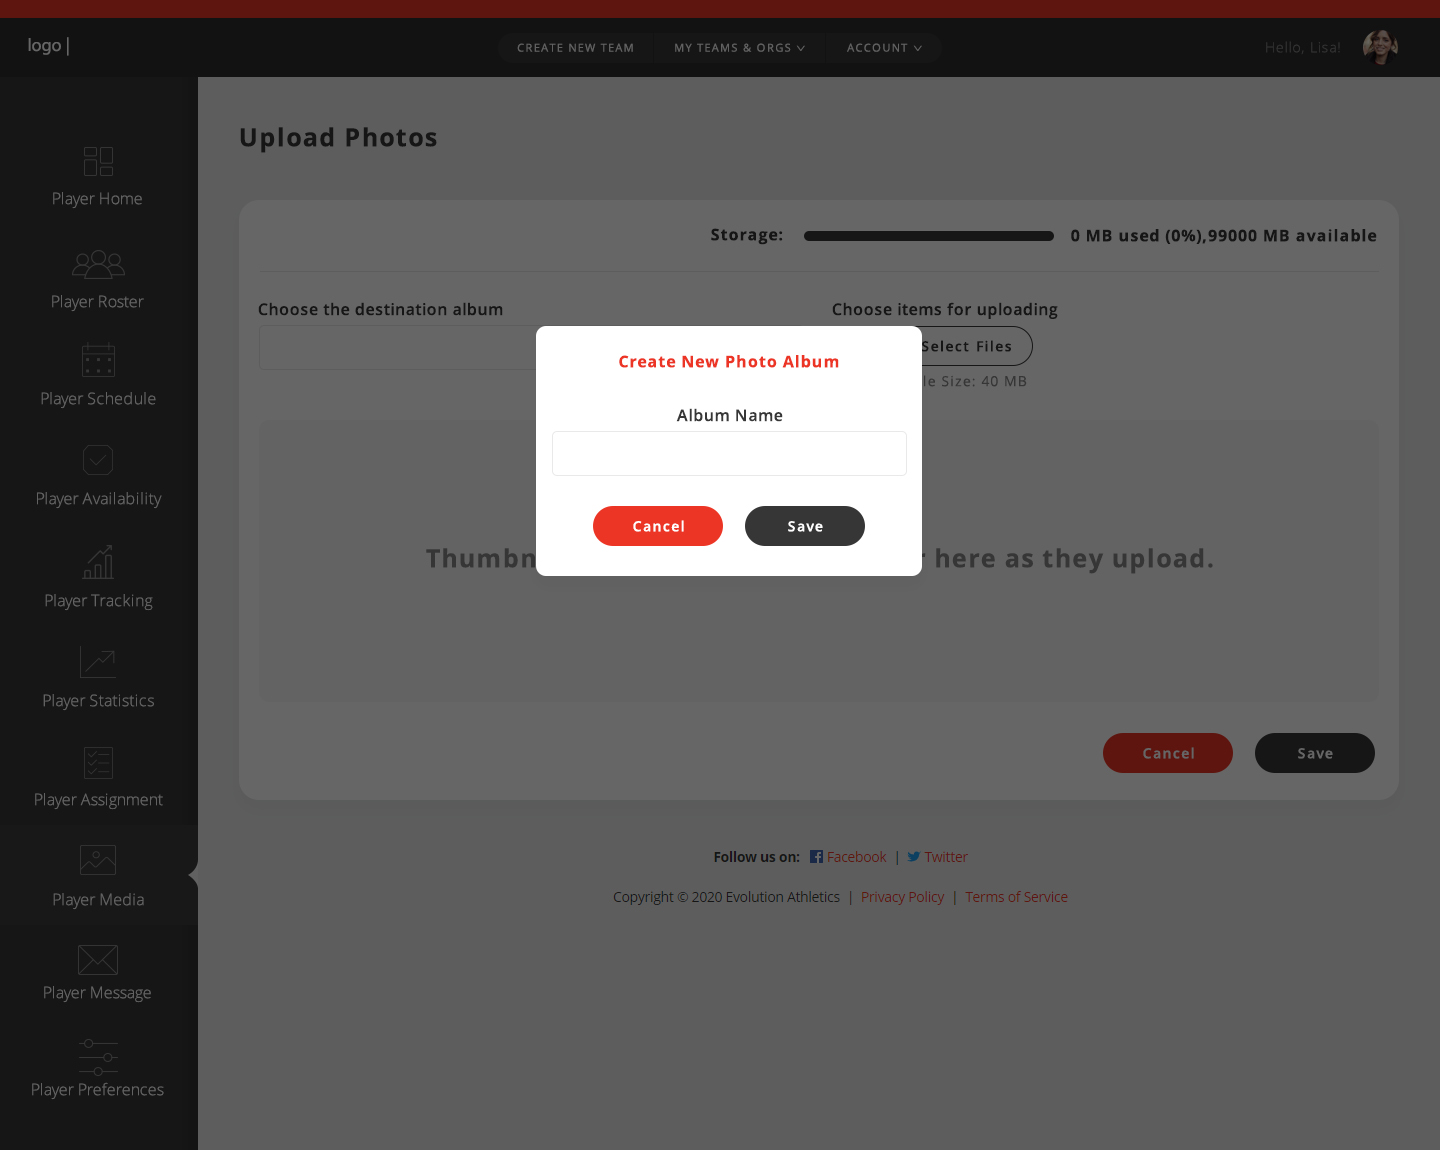 logo |
CREATE NEW TEAM
MY TEAMS & ORGS
ACCOUNT
Hello, Lisa!
Player Home
Player Roster
Player Schedule
Player Availability
Player Tracking
Player Statistics
Player Assignment
Player Media
Player Message
Player Preferences
Upload Photos
Storage:
0 MB used (0%),99000 MB available
Choose the destination album
Choose items for uploading
Select Files
Size: 40 MB
Create New Photo Album
Album Name
Cancel
Save
here as they upload.
Cancel
Save
Follow us on: Facebook | Twitter
Copyright © 2020 Evolution Athletics | Privacy Policy | Terms of Service